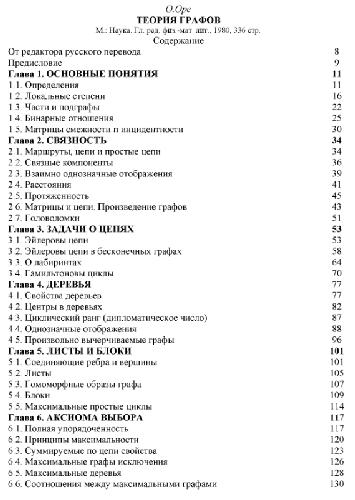 О.Оре
ТЕОРИЯ ГРАФОВ
М.: Наука. Гл. ред. физ.-мат. лит., 1980, 336 стр.
Содержание
От редактора русского перевода 8
Предисловие 9
Глава 1. ОСНОВНЫЕ ПОНЯТИЯ 11
1 1. Определения 11
1 2. Локальные степени 16
1 3. Части и подграфы 22
1 4. Бинарные отношения 25
1 5. Матрицы смежности и инцидентности 30
Глава 2. СВЯЗНОСТЬ 34
2 1. Маршруты, цепи и простые цепи 34
2 2. Связные компоненты 36
2 3. Взаимно однозначные отображения 39
2 4. Расстояния 41
2 5. Протяженность 45
2 6. Матрицы и цепи. Произведение графов 43
2 7. Головоломки 51
Глава 3. ЗАДАЧИ О ЦЕПЯХ 53
3 1. Эйлеровы цепи 53
3 2. Эйлеровы цепи в бесконечных графах 58
3 3. О лабиринтах 64
3 4. Гамильтоновы циклы 70
Глава 4. ДЕРЕВЬЯ 77
4 1. Свойства деревьев 77
4 2. Центры в деревьях 82
4 3. Циклический ранг (дипломатическое число) 87
4 4. Однозначные отображения 88
4 5. Произвольно вычерчиваемые графы 96
Глава 5. ЛИСТЫ И БЛОКИ 101
5 1. Соединяющие ребра и вершины 101
5 2. Листы 105
5 3. Гомоморфные образы графа 107
5 4. Блоки 109
5 5. Максимальные простые циклы 114
Глава 6. АКСИОМА ВЫБОРА 117
6 1. Полная упорядоченность 117
6 2. Принципы максимальности 120
6 3. Суммируемые по цепи свойства 123
6 4. Максимальные графы исключения 126
6 5. Максимальные деревья 128
6 6. Соотношения между максимальными графами 130